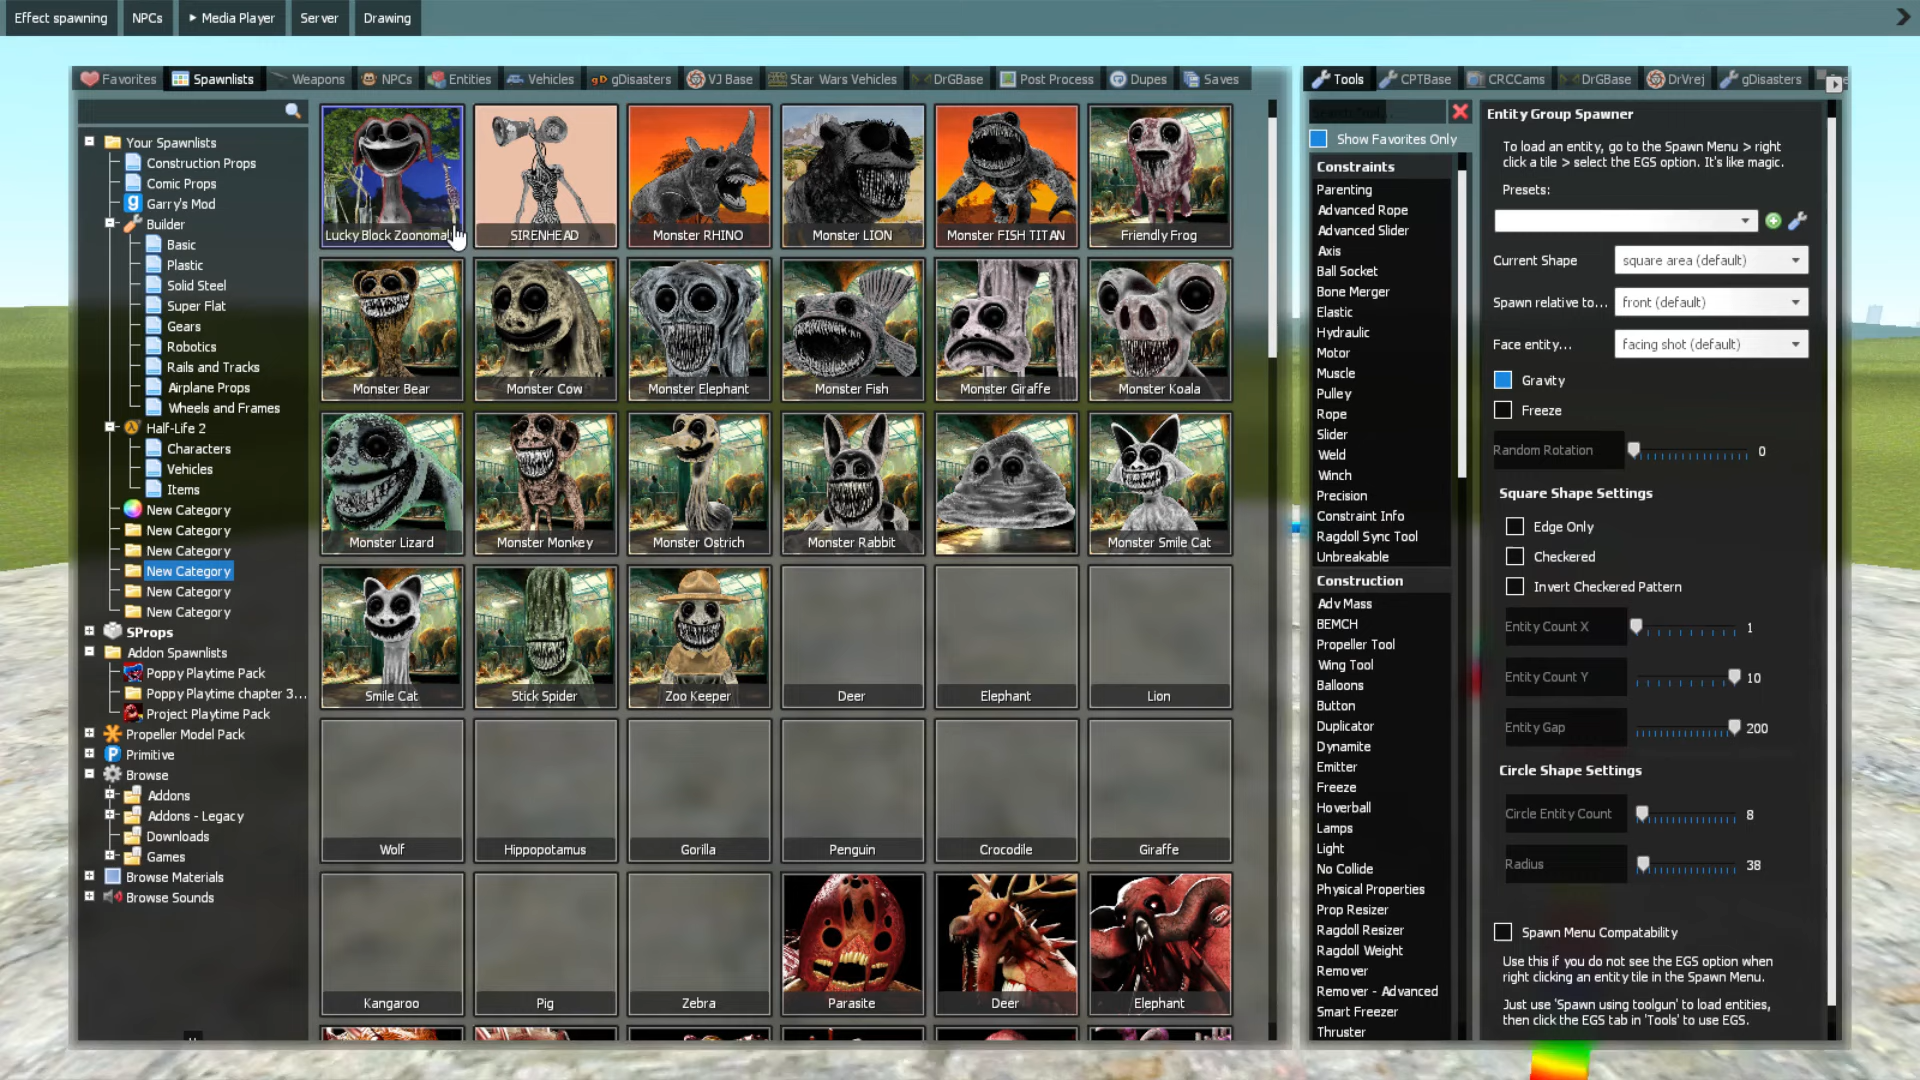 Effect spawning
NPCs
Media Player
Server
Drawing
Favorites
Spawnlists
Weapons
NPCs
Entities
Vehicles
gDisasters
VJ Base
Star Wars Vehicles
DrGBase
Post Process
Dupes
Saves
Tools
CPTBase
CRCCams
DrGBase
DrVrej
gDisasters
Your Spawnlists
Construction Props
Comic Props
Garry's Mod
Builder
Basic
Plastic
Solid Steel
Super Flat
Gears
Robotics
Rails and Tracks
Airplane Props
Wheels and Frames
Half-Life 2
Characters
Vehicles
Items
New Category
New Category
New Category
New Category
New Category
New Category
SProps
Addon Spawnlists
Poppy Playtime Pack
Poppy Playtime chapter 3...
Project Playtime Pack
Propeller Model Pack
Primitive
Browse
Addons
Addons - Legacy
Downloads
Games
Browse Materials
Browse Sounds
Lucky Block Zoonomal
SIRENHEAD
Monster RHINO
Monster LION
Monster FISH TITAN
Friendly Frog
Monster Bear
Monster Cow
Monster Elephant
Monster Fish
Monster Giraffe
Monster Koala
Monster Lizard
Monster Monkey
Monster Ostrich
Monster Rabbit
Monster Smile Cat
Smile Cat
Stick Spider
Zoo Keeper
Deer
Elephant
Lion
Wolf
Hippopotamus
Gorilla
Penguin
Crocodile
Giraffe
Kangaroo
Pig
Zebra
Parasite
Deer
Elephant
Show Favorites Only
Constraints
Parenting
Advanced Rope
Advanced Slider
Axis
Ball Socket
Bone Merger
Elastic
Hydraulic
Motor
Muscle
Pulley
Rope
Slider
Weld
Winch
Precision
Constraint Info
Ragdoll Sync Tool
Unbreakable
Construction
Adv Mass
BEMCH
Propeller Tool
Wing Tool
Balloons
Button
Duplicator
Dynamite
Emitter
Freeze
Hoverball
Lamps
Light
No Collide
Physical Properties
Prop Resizer
Ragdoll Resizer
Ragdoll Weight
Remover
Remover - Advanced
Smart Freezer
Thruster
Entity Group Spawner
To load an entity, go to the Spawn Menu > right
click a tile > select the EGS option. It's like magic.
Presets:
Current Shape
square area (default)
Spawn relative to...
front (default)
Face entity...
facing shot (default)
Gravity
Freeze
Random Rotation
0
Square Shape Settings
Edge Only
Checkered
Invert Checkered Pattern
Entity Count X
1
Entity Count Y
10
Entity Gap
200
Circle Shape Settings
Circle Entity Count
8
Radius
38
Spawn Menu Compatability
Use this if you do not see the EGS option when
right clicking an entity tile in the Spawn Menu.
Just use 'Spawn using toolgun' to load entities,
then click the EGS tab in 'Tools' to use EGS.